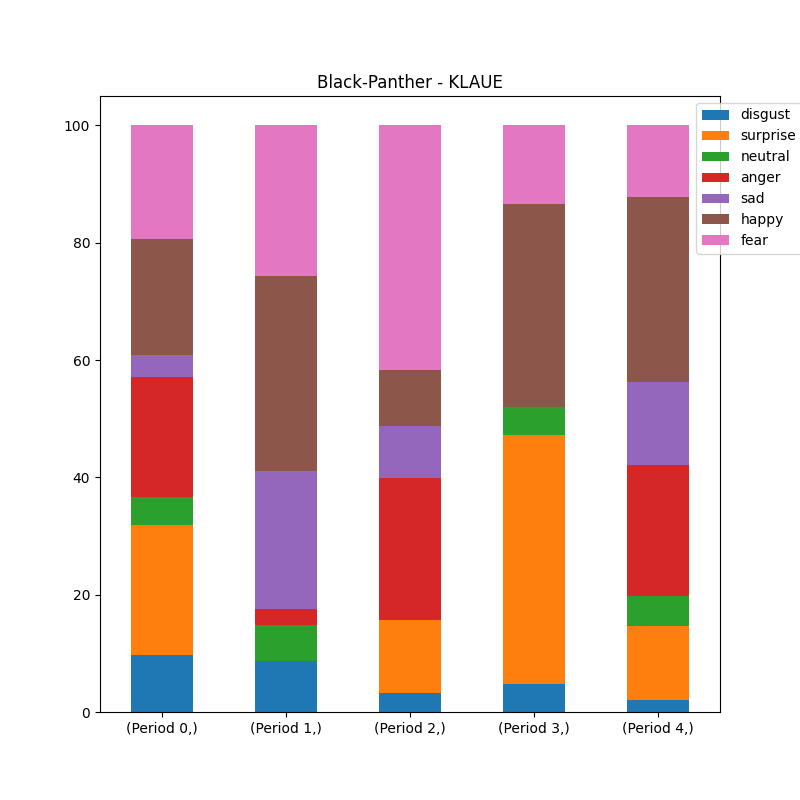 Black-Panther - KLAUE
disgust
surprise
neutral
anger
sad
happy
fear
100
80
60
40
20
0
(Period 0,)
(Period 1,)
(Period 2,)
(Period 3,)
(Period 4,)